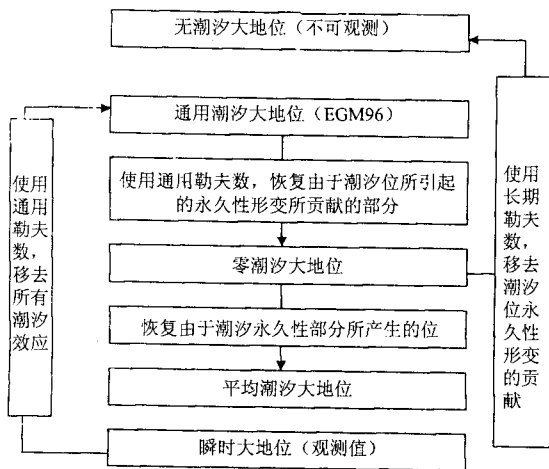 无潮汐大地位（不可观测）
通用潮汐大地位（EGM96）
使用通用勒夫数，恢复由于潮汐位所引起
的永久性形变所贡献的部分
零潮汐大地位
恢复由于潮汐永久性部分所产生的位
平均潮汐大地位
瞬时大地位（观测值）
使用
通用
勒夫
数，
移去
所有
潮汐
效应
使用
长期
勒夫
数，
移去
潮汐
位永
久性
形变
的贡
献